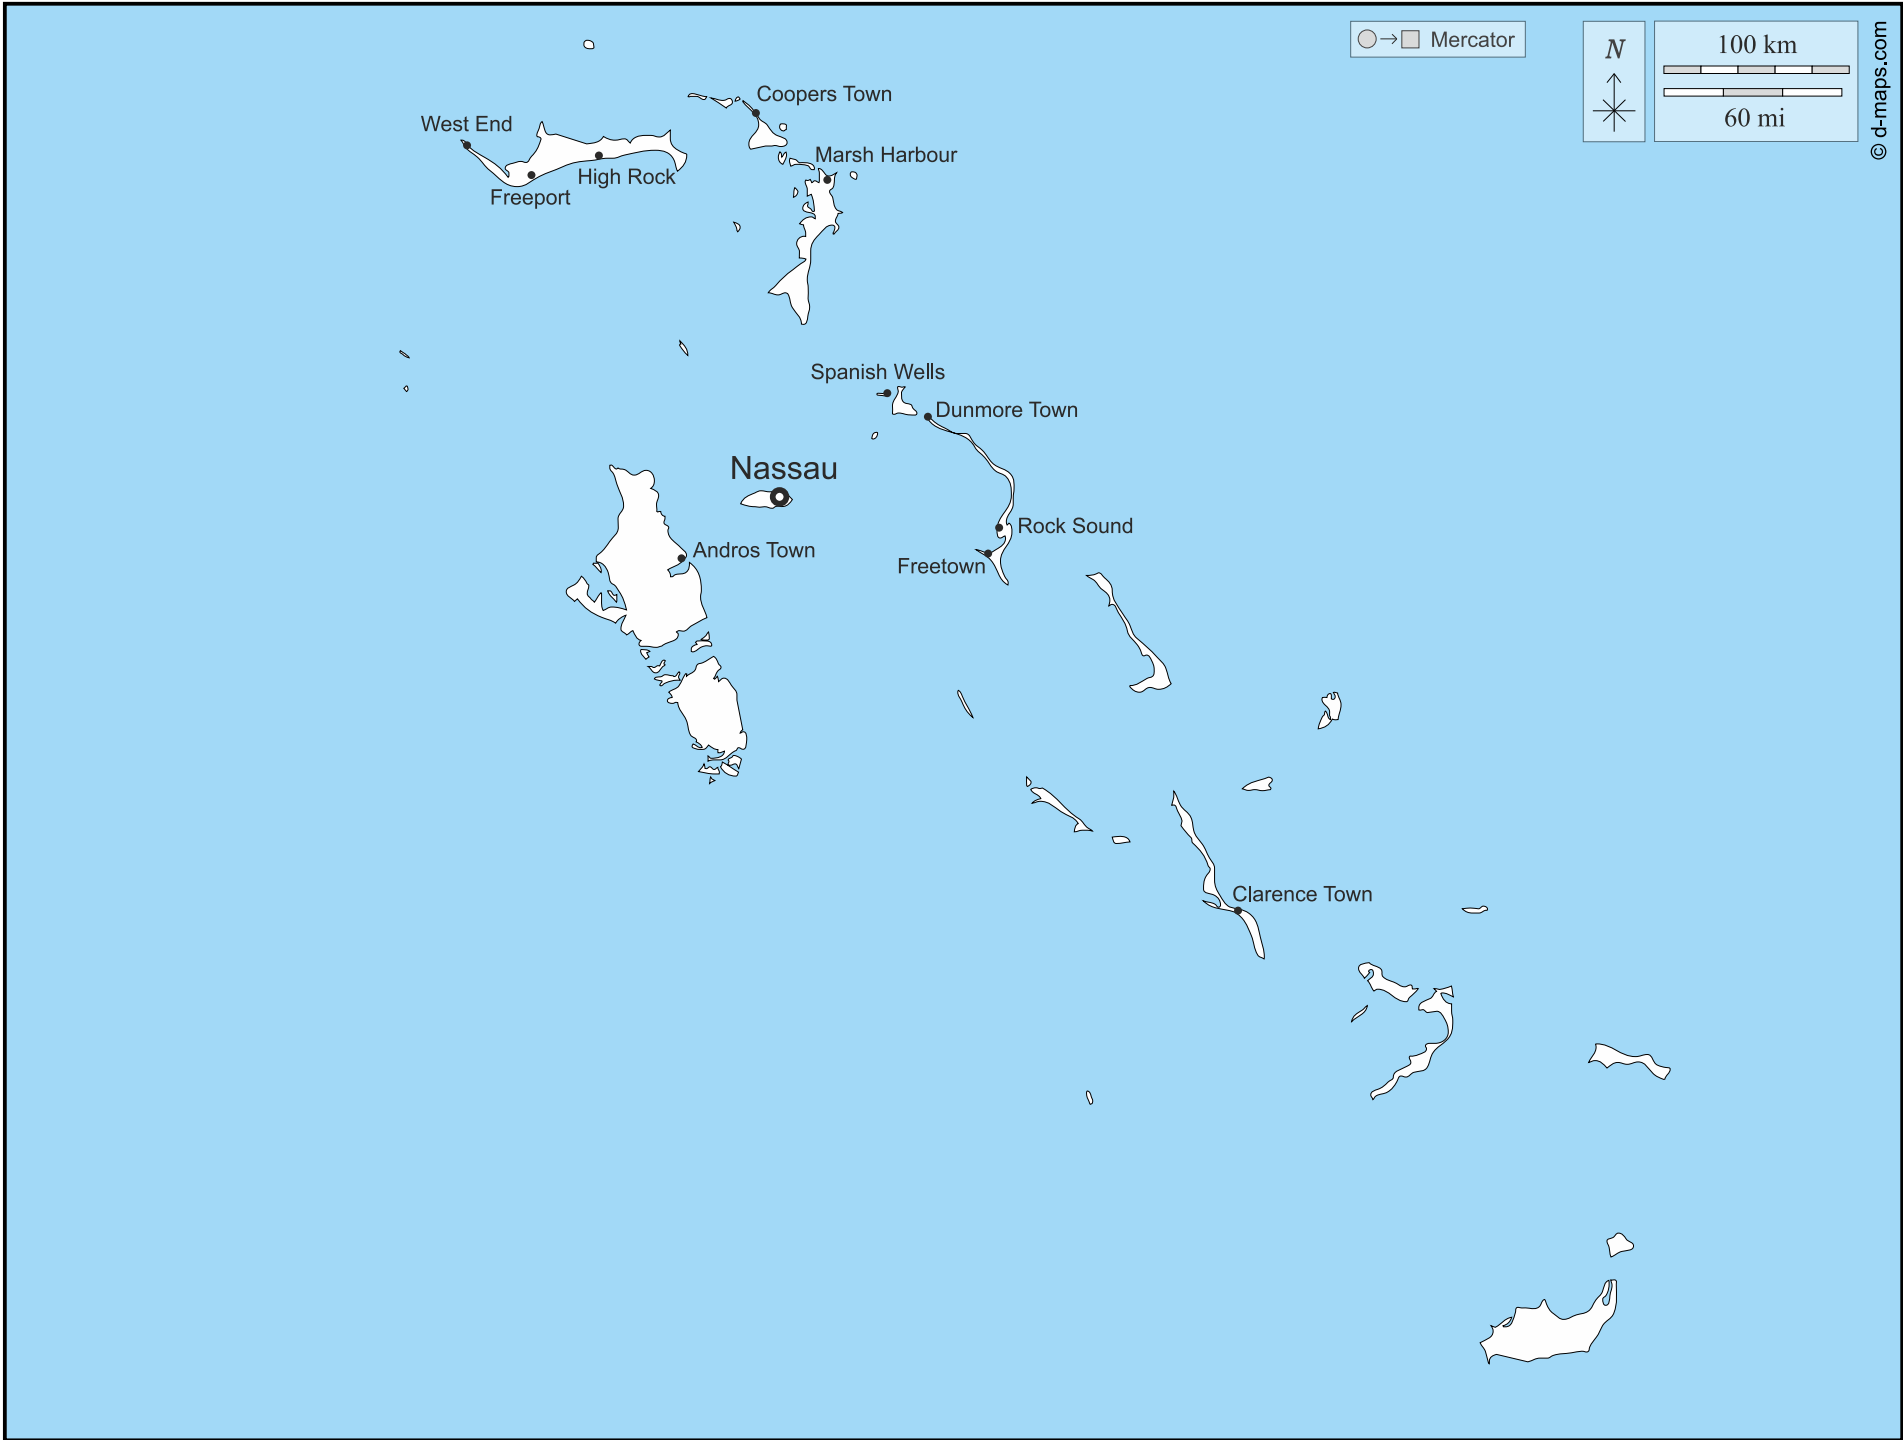 Mercator
N
100 km
60 mi
© d-maps.com
Coopers Town
West End
Marsh Harbour
High Rock
Freeport
Spanish Wells
Dunmore Town
Nassau
Rock Sound
Andros Town
Freetown
Clarence Town